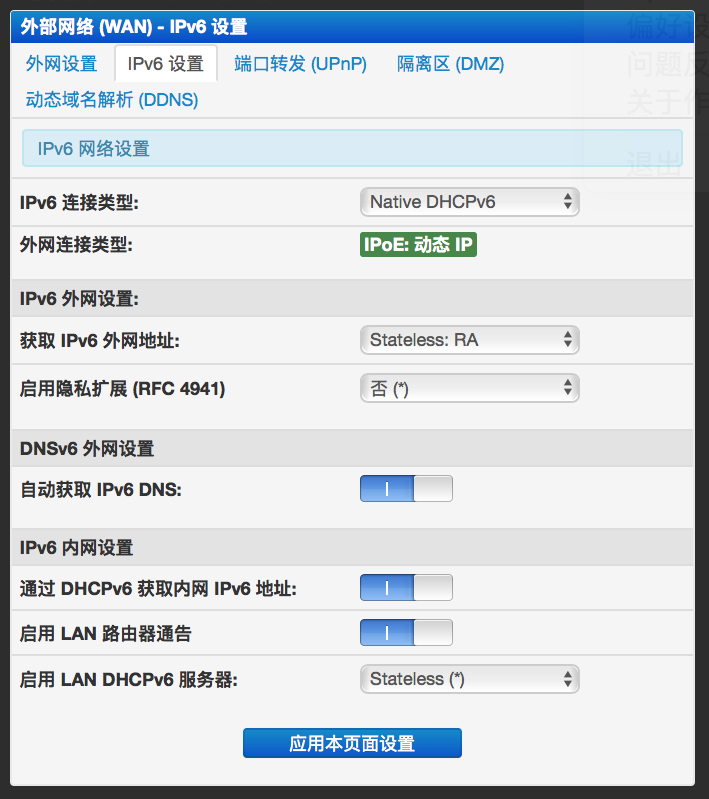 外部网络 (WAN) - IPv6 设置
外网设置 IPv6 设置 端口转发 (UPnP) 隔离区 (DMZ)
动态域名解析 (DDNS)
IPv6 网络设置
IPv6 连接类型: Native DHCPv6
外网连接类型: IPoE: 动态 IP
IPv6 外网设置:
获取 IPv6 外网地址: Stateless: RA
启用隐私扩展 (RFC 4941) 否 (*)
DNSv6 外网设置
自动获取 IPv6 DNS:
IPv6 内网设置
通过 DHCPv6 获取内网 IPv6 地址:
启用 LAN 路由器通告
启用 LAN DHCPv6 服务器: Stateless (*)
应用本页面设置
偏好设
问题反
关于作
退出